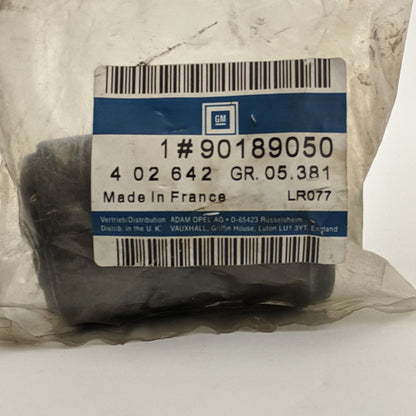 GM
1#90189050
4 02 642 GR. 05.381
Made in France LR077
Vertrieb/Distribution ADAM OPEL AG • D-65423 Rüsselsheim
Distrib. in the U.K. VAUXHALL, Griffin House, Luton LU1 3YT, England